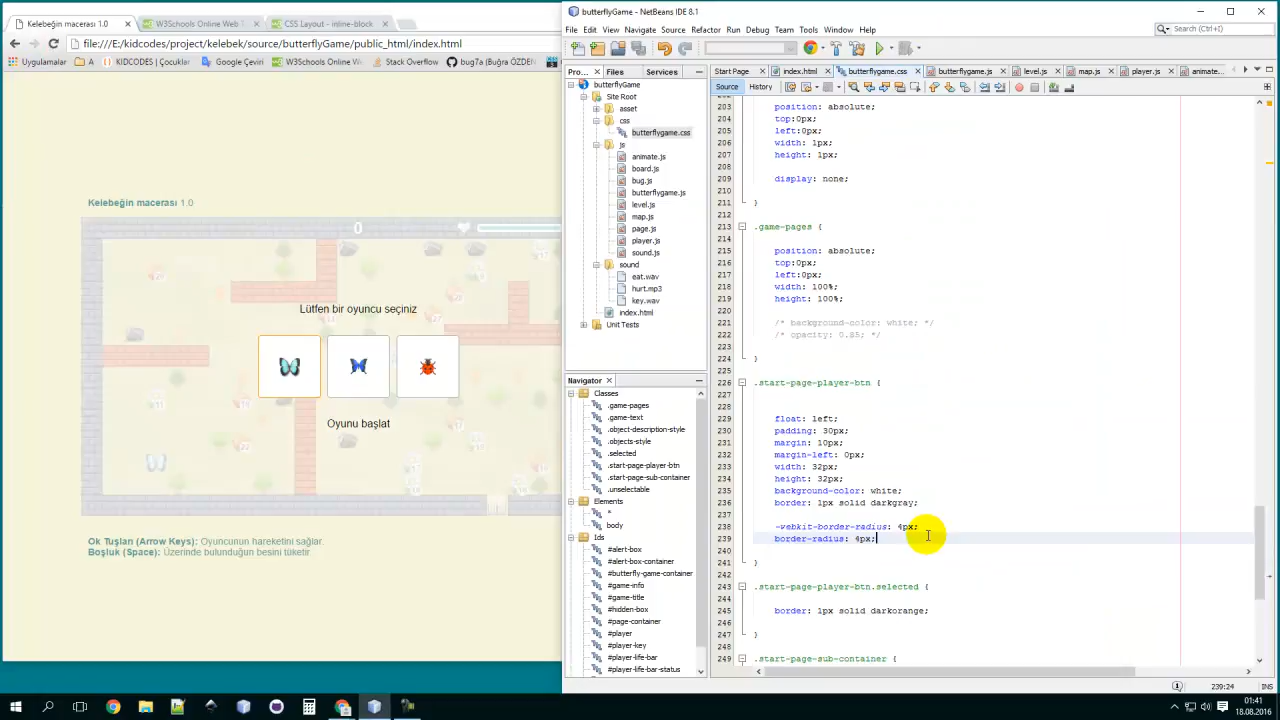 Kelebeğin macerası 1.0
W3Schools Online Web
CSS Layout - inline-block
file:///E:/kidcodes/project/kelebek/source/butterflyGame/public_html/index.html
Uygulamalar
A
KIDCODES | Çocuklar
Google Çeviri
W3Schools Online We
Stack Overflow
bug7a (Buğra ÖZDEN
Kelebeğin macerası 1.0
0
Lütfen bir oyuncu seçiniz
Oyunu başlat
Ok Tuşları (Arrow Keys): Oyuncunun hareketini sağlar.
Boşluk (Space): Üzerinde bulunduğun besini tüketir.
butterflyGame - NetBeans IDE 8.1
File Edit View Navigate Source Refactor Run Debug Team Tools Window Help
Search (Ctrl+I)
Pro...
Files
Services
butterflyGame
Site Root
asset
css
butterflygame.css
js
animate.js
board.js
bug.js
butterflygame.js
level.js
map.js
page.js
player.js
sound.js
sound
eat.wav
hurt.mp3
key.wav
index.html
Unit Tests
Navigator
Classes
.game-pages
.game-text
.object-description-style
.objects-style
.selected
.start-page-player-btn
.start-page-sub-container
.unselectable
Elements
*
body
Ids
#alert-box
#alert-box-container
#butterfly-game-container
#game-info
#game-title
#hidden-box
#page-container
#player
#player-key
#player-life-bar
#player-life-bar-status
Start Page
index.html
butterflygame.css
butterflygame.js
level.js
map.js
player.js
animate...
Source
History
203 position: absolute;
204 top:0px;
205 left:0px;
206 width: 1px;
207 height: 1px;
208
209 display: none;
210
211 }
212
213 .game-pages {
214
215 position: absolute;
216 top:0px;
217 left:0px;
218 width: 100%;
219 height: 100%;
220
221 /* background-color: white; */
222 /* opacity: 0.85; */
223
224 }
225
226 .start-page-player-btn {
227
228
229 float: left;
230 padding: 30px;
231 margin: 10px;
232 margin-left: 0px;
233 width: 32px;
234 height: 32px;
235 background-color: white;
236 border: 1px solid darkgray;
237
238 -webkit-border-radius: 4px;
239 border-radius: 4px;
240
241 }
242
243 .start-page-player-btn.selected {
244
245 border: 1px solid darkorange;
246
247 }
248
249 .start-page-sub-container {
239:24
INS
01:41
18.08.2016